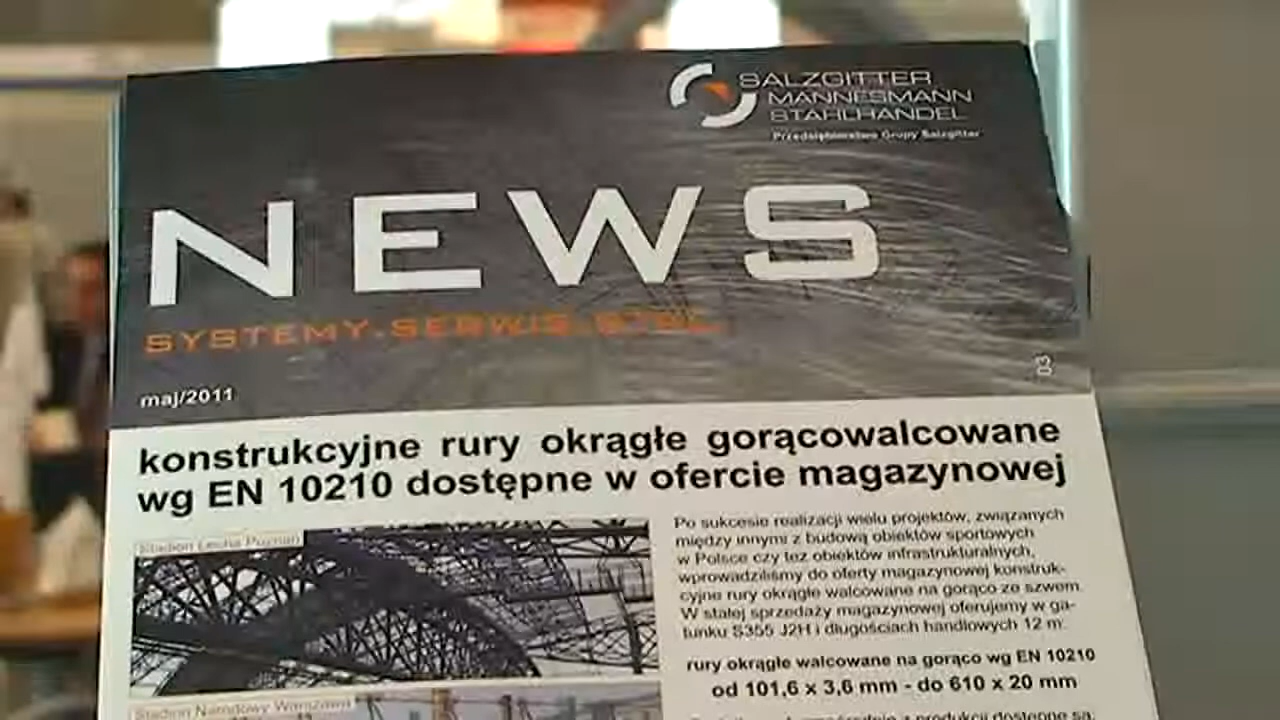 SALZGITTER
MANNESMANN
STAHLHANDEL
Przedsiębiorstwo Grupy Salzgitter
NEWS
SYSTEMY.SERWIS.STAL
03
maj/2011
konstrukcyjne rury okrągłe gorącowalcowane
wg EN 10210 dostępne w ofercie magazynowej
Stadion Lecha Poznań
Po sukcesie realizacji wielu projektów, związanych
między innymi z budową obiektów sportowych
w Polsce czy też obiektów infrastrukturalnych,
wprowadziliśmy do oferty magazynowej konstruk-
cyjne rury okrągłe walcowane na gorąco ze szwem.
W stałej sprzedaży magazynowej oferujemy w ga-
tunku S355 J2H i długościach handlowych 12 m:
rury okrągłe walcowane na gorąco wg EN 10210
od 101,6 x 3,6 mm - do 610 x 20 mm
Stadion Narodowy Warszawa
produkcji dostępne są: